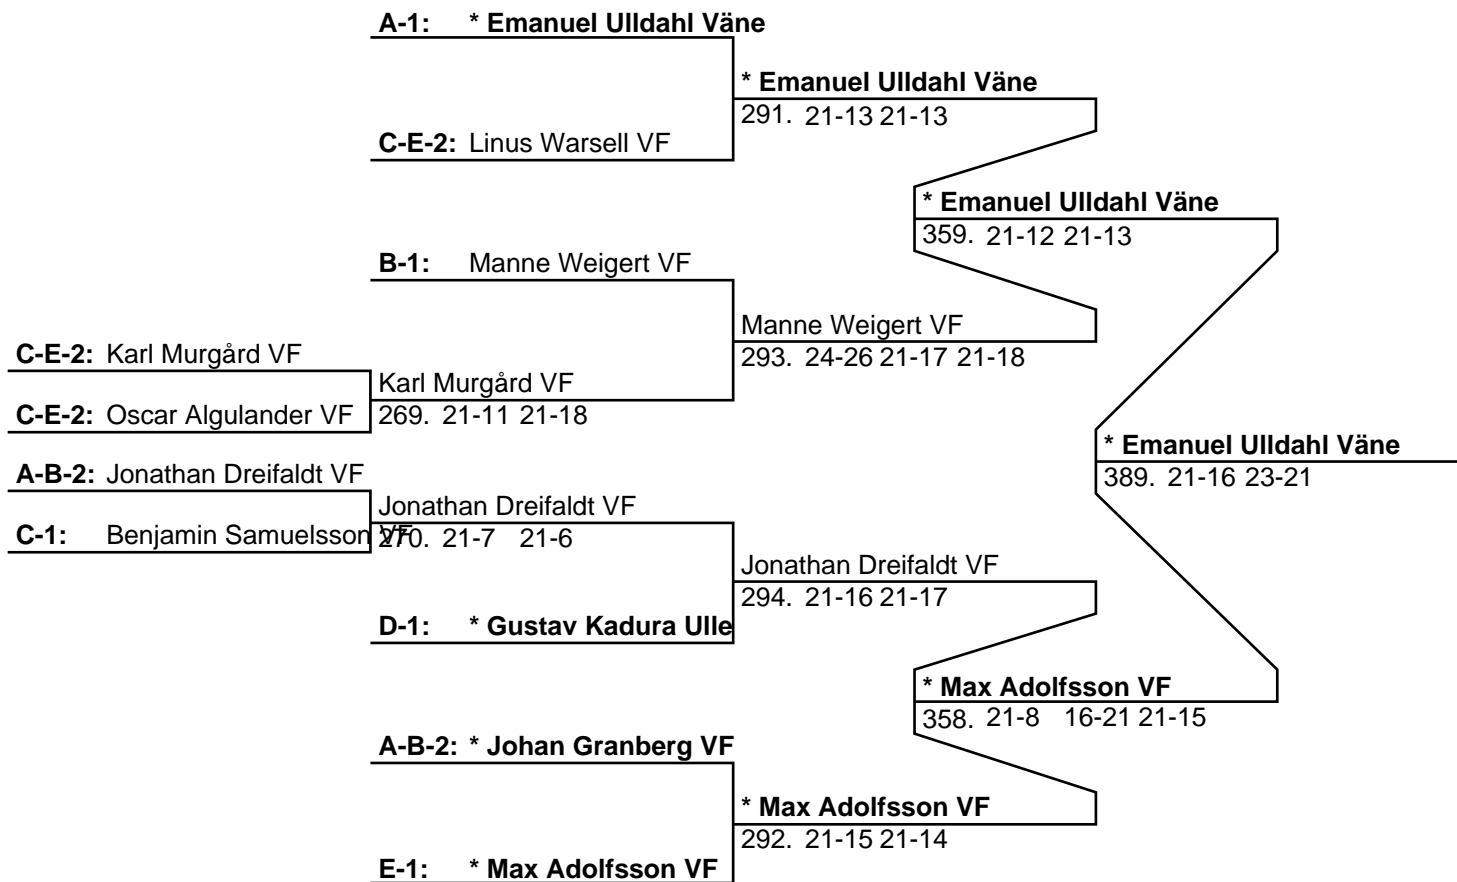 A-1: * Emanuel Ulldahl Väne
* Emanuel Ulldahl Väne
291. 21-13 21-13
C-E-2: Linus Warsell VF
* Emanuel Ulldahl Väne
359. 21-12 21-13
B-1: Manne Weigert VF
Manne Weigert VF
293. 24-26 21-17 21-18
C-E-2: Karl Murgård VF
Karl Murgård VF
269. 21-11 21-18
C-E-2: Oscar Algulander VF
* Emanuel Ulldahl Väne
389. 21-16 23-21
A-B-2: Jonathan Dreifaldt VF
Jonathan Dreifaldt VF
270. 21-7 21-6
C-1: Benjamin Samuelsson VF
Jonathan Dreifaldt VF
294. 21-16 21-17
D-1: * Gustav Kadura Ulle
* Max Adolfsson VF
358. 21-8 16-21 21-15
A-B-2: * Johan Granberg VF
* Max Adolfsson VF
292. 21-15 21-14
E-1: * Max Adolfsson VF